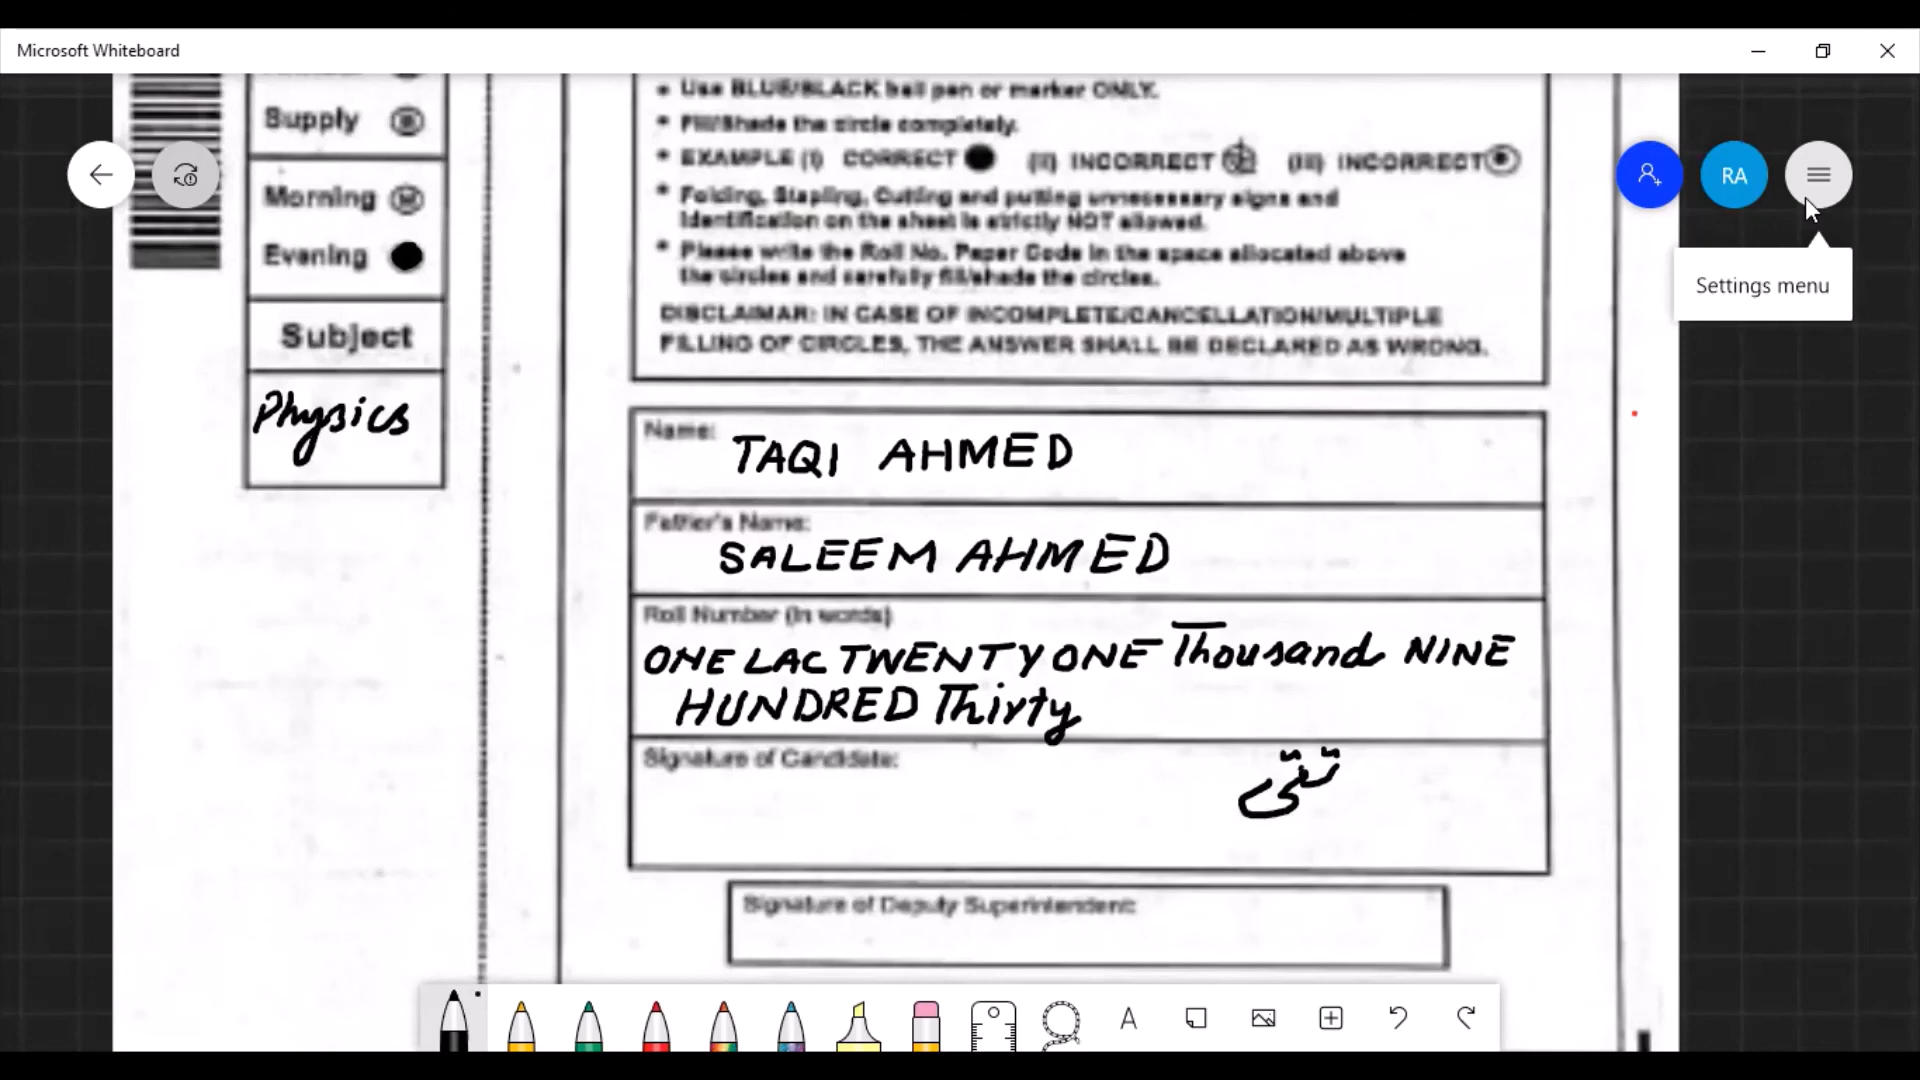 Microsoft Whiteboard
Use BLUE/BLACK ball pen or marker ONLY.
Supply
Fill/Shade the circle completely.
EXAMPLE (I) CORRECT (II) INCORRECT (III) INCORRECT
Morning
Folding, Stapling, Cutting and putting unnecessary signs and
Identification on the sheet is strictly NOT allowed.
Evening
Please write the Roll No. Paper Code in the space allocated above
the circles and carefully fill/shade the circles.
RA
Settings menu
DISCLAIMAR: IN CASE OF INCOMPLETE/CANCELLATION/MULTIPLE
FILLING OF CIRCLES, THE ANSWER SHALL BE DECLARED AS WRONG.
Subject
Physics
Name: TAQI AHMED
Father's Name:
SALEEM AHMED
Roll Number (In words)
ONE LAC TWENTY ONE Thousand NINE
HUNDRED Thirty
Signature of Candidate:
تقی
Signature of Deputy Superintendent: